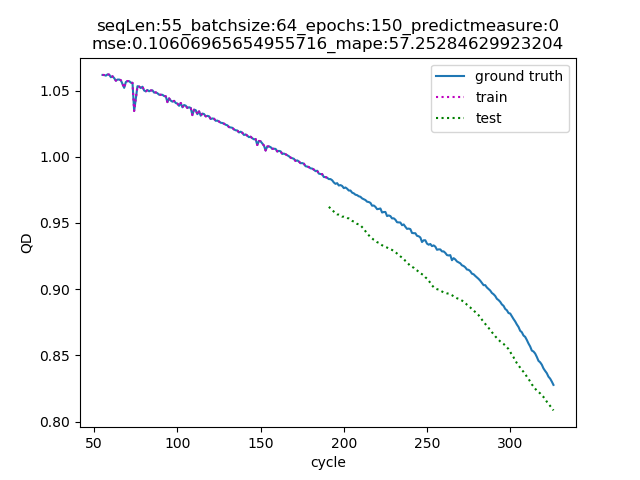 seqLen:55_batchsize:64_epochs:150_predictmeasure:0
mse:0.10606965654955716_mape:57.25284629923204
ground truth
train
test
1.05
1.00
0.95
0.90
0.85
0.80
QD
50
100
150
200
250
300
cycle